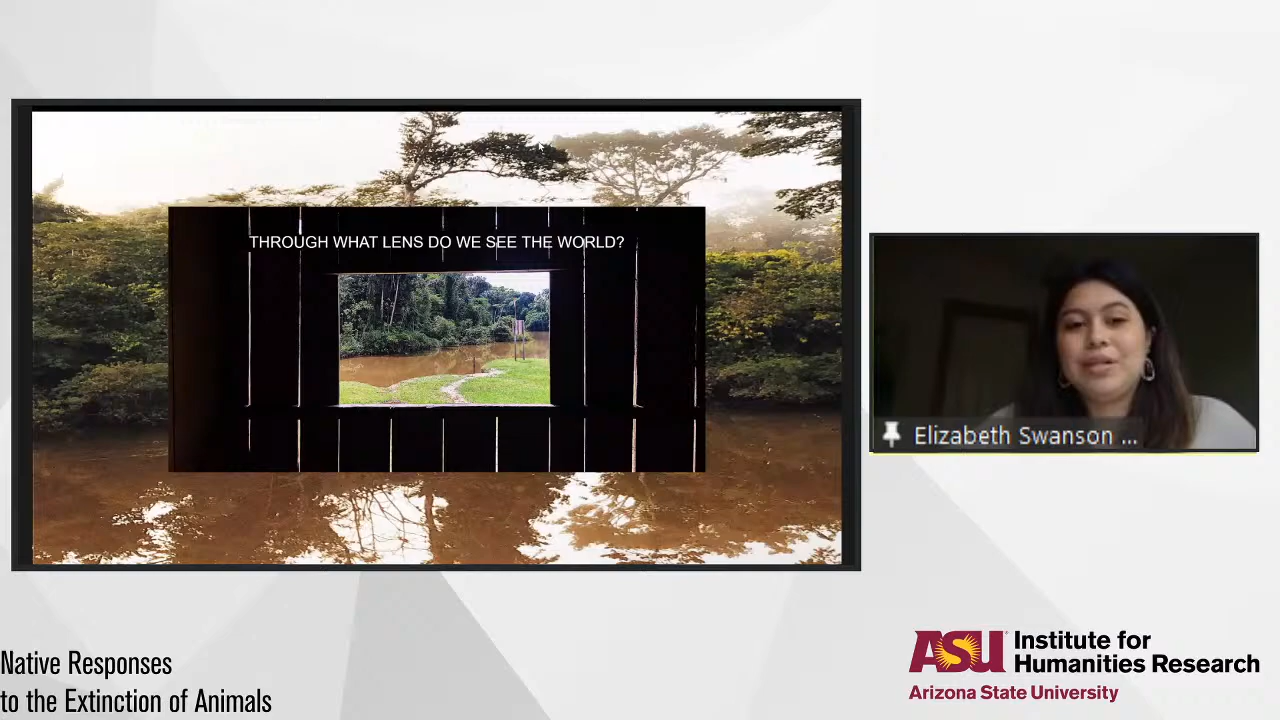 THROUGH WHAT LENS DO WE SEE THE WORLD?
Elizabeth Swanson ...
Native Responses
to the Extinction of Animals
ASU Institute for
Humanities Research
Arizona State University